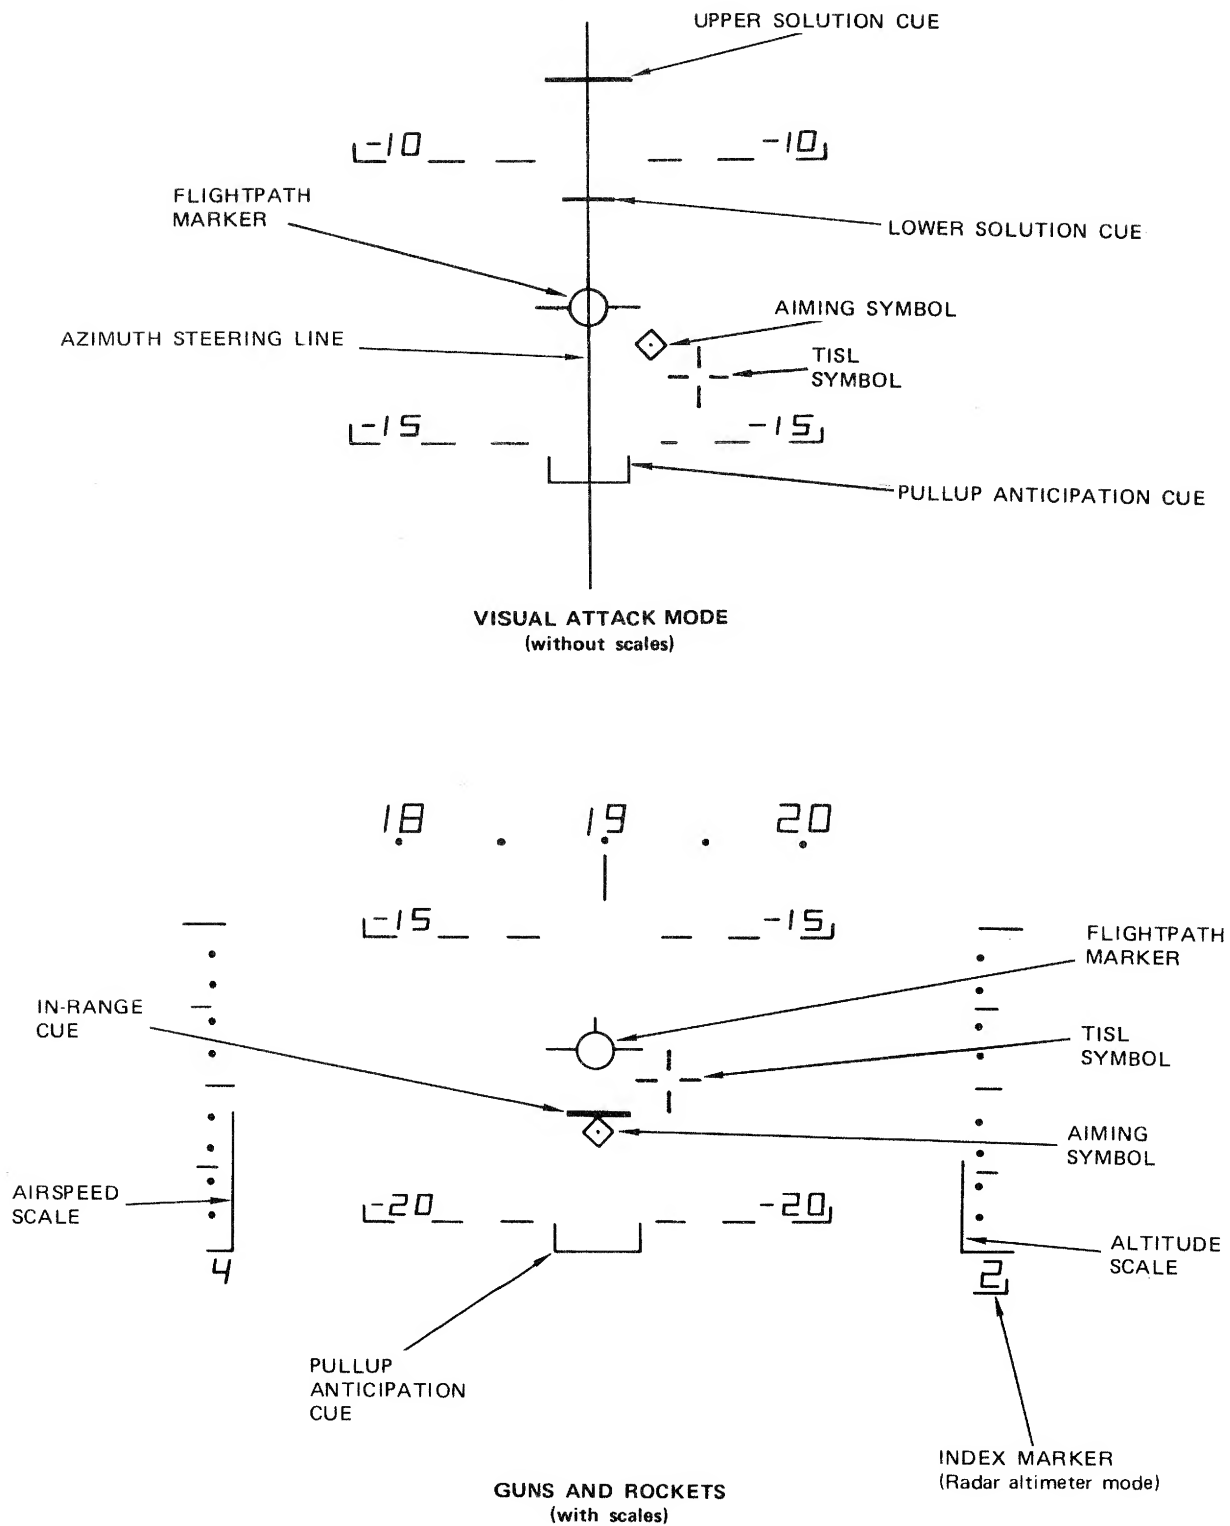 UPPER SOLUTION CUE
-10 -10
FLIGHTPATH
MARKER
LOWER SOLUTION CUE
AIMING SYMBOL
AZIMUTH STEERING LINE
TISL
SYMBOL
-15 -15
PULLUP ANTICIPATION CUE
VISUAL ATTACK MODE
(without scales)
18 19 20
-15 -15
FLIGHTPATH
MARKER
IN-RANGE
CUE
TISL
SYMBOL
AIMING
SYMBOL
AIRSPEED
SCALE
-20 -20
ALTITUDE
SCALE
4
2
PULLUP
ANTICIPATION
CUE
INDEX MARKER
(Radar altimeter mode)
GUNS AND ROCKETS
(with scales)